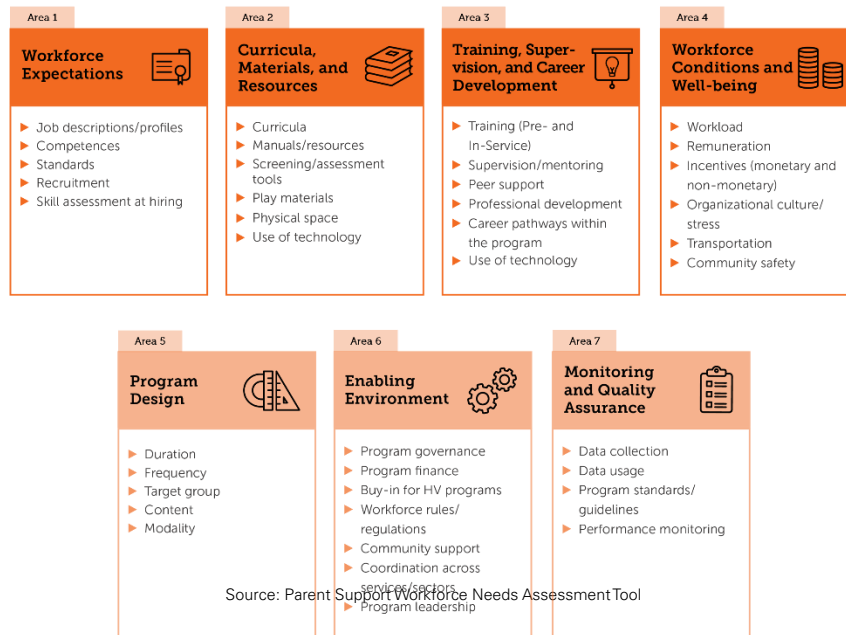 Area 1
Workforce
Expectations
Job descriptions/profiles
Competences
Standards
Recruitment
Skill assessment at hiring
Area 2
Curricula,
Materials, and
Resources
Curricula
Manuals/resources
Screening/assessment
tools
Play materials
Physical space
Use of technology
Area 3
Training, Super-
vision, and Career
Development
Training (Pre- and
In-Service)
Supervision/mentoring
Peer support
Professional development
Career pathways within
the program
Use of technology
Area 4
Workforce
Conditions and
Well-being
Workload
Remuneration
Incentives (monetary and
non-monetary)
Organizational culture/
stress
Transportation
Community safety
Area 5
Program
Design
Duration
Frequency
Target group
Content
Modality
Area 6
Enabling
Environment
Program governance
Program finance
Buy-in for HV programs
Workforce rules/
regulations
Community support
Coordination across
services/sectors
Program leadership
Area 7
Monitoring
and Quality
Assurance
Data collection
Data usage
Program standards/
guidelines
Performance monitoring
Source: Parent Support Workforce Needs Assessment Tool